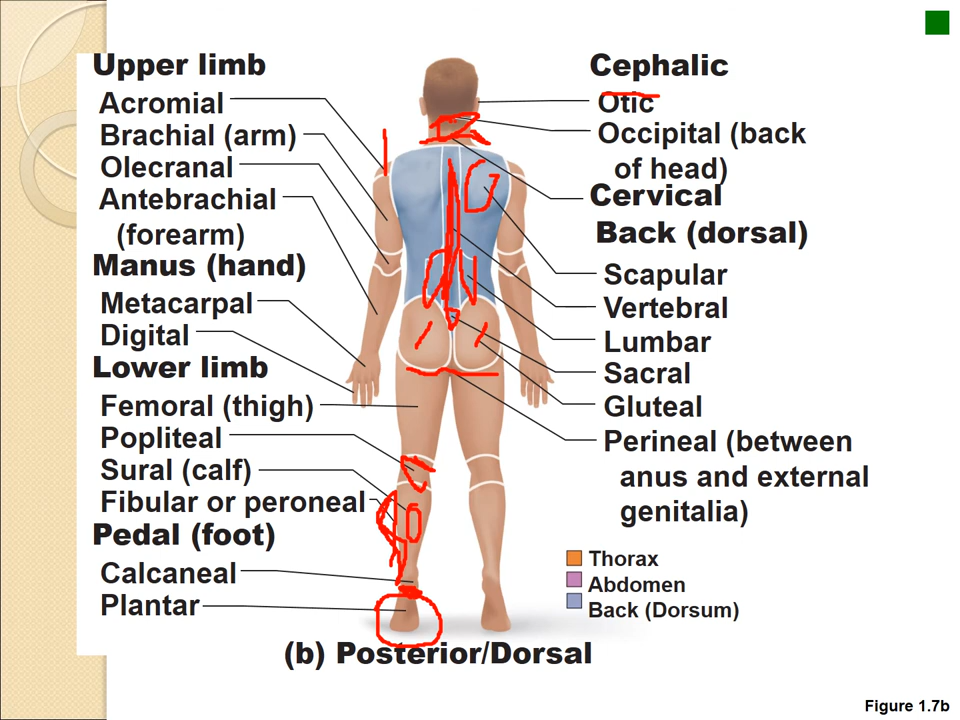 Upper limb
Acromial
Brachial (arm)
Olecranal
Antebrachial
(forearm)
Manus (hand)
Metacarpal
Digital
Lower limb
Femoral (thigh)
Popliteal
Sural (calf)
Fibular or peroneal
Pedal (foot)
Calcaneal
Plantar
Cephalic
Otic
Occipital (back
of head)
Cervical
Back (dorsal)
Scapular
Vertebral
Lumbar
Sacral
Gluteal
Perineal (between
anus and external
genitalia)
Thorax
Abdomen
Back (Dorsum)
(b) Posterior/Dorsal
Figure 1.7b